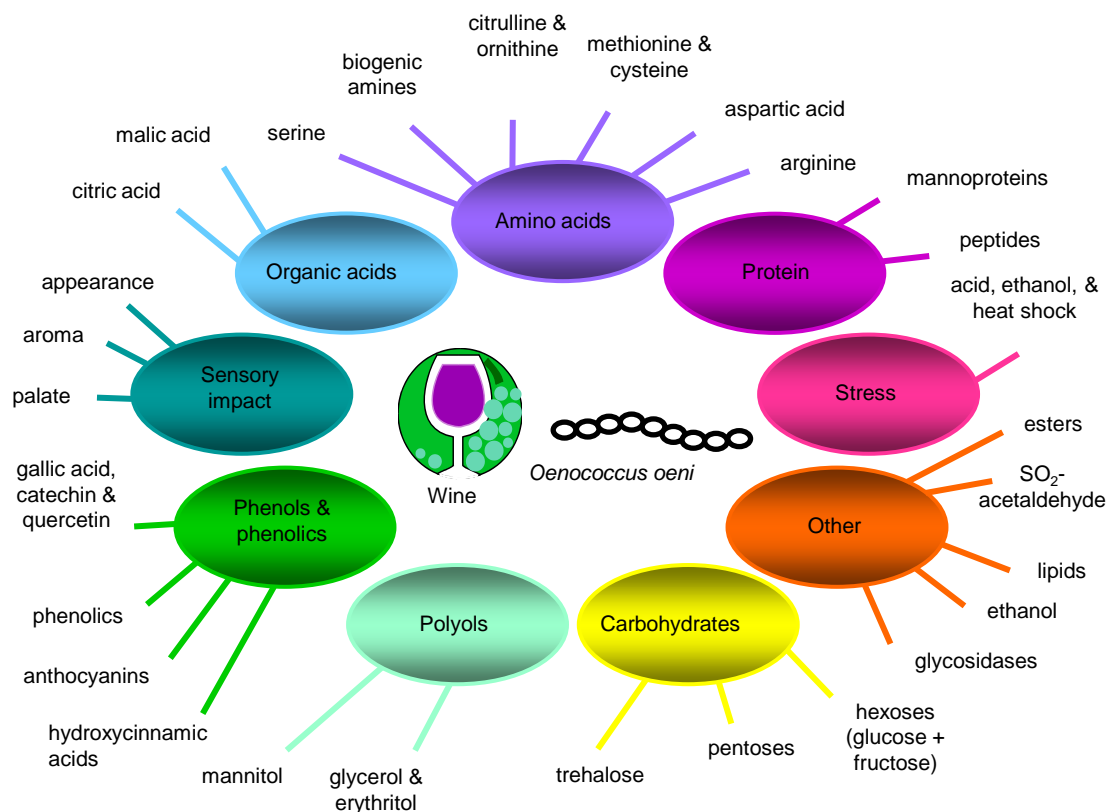 citrulline &
ornithine
methionine &
cysteine
biogenic
amines
aspartic acid
malic acid
serine
arginine
citric acid
mannoproteins
Amino acids
peptides
Organic acids
Protein
appearance
acid, ethanol, &
heat shock
aroma
Sensory
impact
palate
Stress
esters
gallic acid,
catechin &
quercetin
Oenococcus oeni
Wine
SO₂-
acetaldehyde
Phenols &
phenolics
Other
lipids
phenolics
Polyols
Carbohydrates
ethanol
glycosidases
anthocyanins
hydroxycinnamic
acids
mannitol
glycerol &
erythritol
trehalose
pentoses
hexoses
(glucose +
fructose)